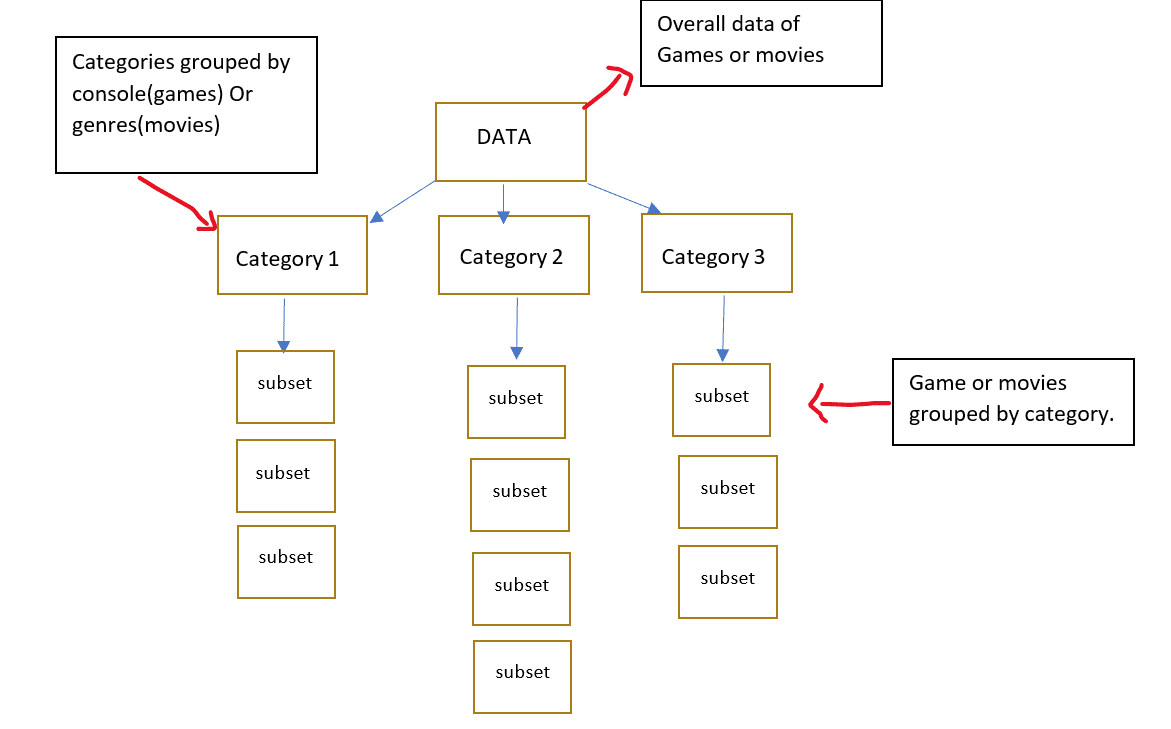 Overall data of
Games or movies
Categories grouped by
console(games) Or
genres(movies)
DATA
Category 1
Category 2
Category 3
subset
subset
subset
subset
subset
subset
subset
subset
subset
subset
Game or movies
grouped by category.